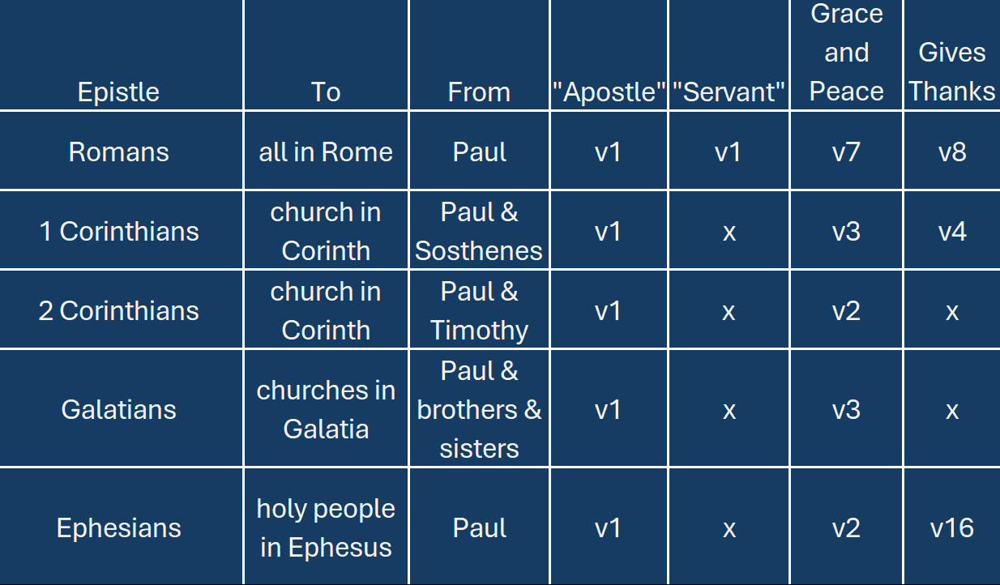 Epistle To From "Apostle" "Servant" Grace and Peace Gives Thanks
Romans all in Rome Paul v1 v1 v7 v8
1 Corinthians church in Corinth Paul & Sosthenes v1 x v3 v4
2 Corinthians church in Corinth Paul & Timothy v1 x v2 x
Galatians churches in Galatia Paul & brothers & sisters v1 x v3 x
Ephesians holy people in Ephesus Paul v1 x v2 v16